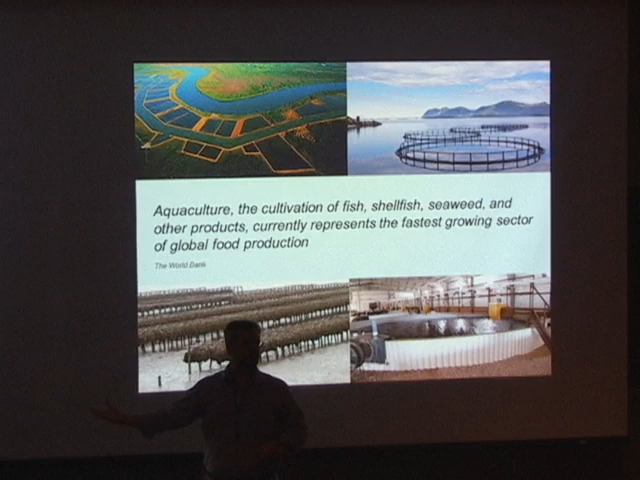 Aquaculture, the cultivation of fish, shellfish, seaweed, and
other products, currently represents the fastest growing sector
of global food production
The World Bank